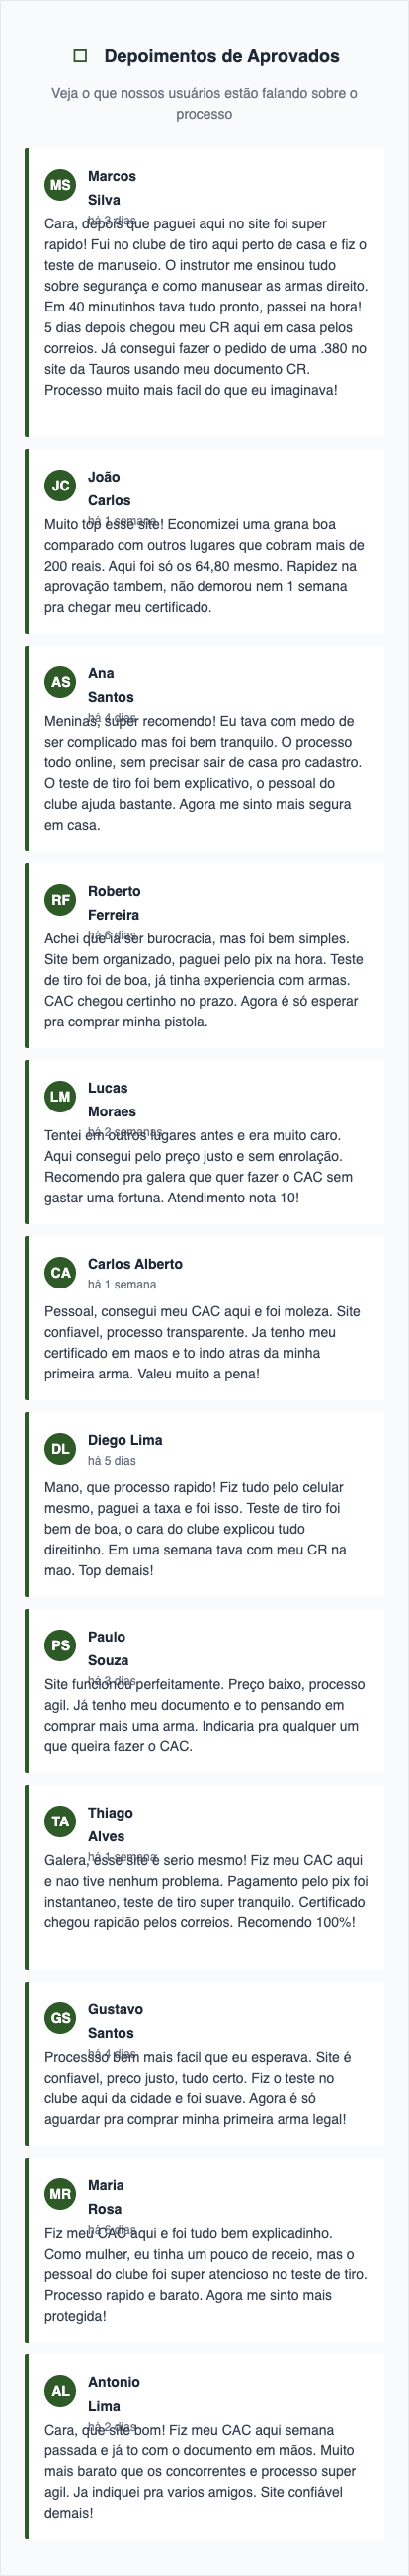 Depoimentos de Aprovados
Veja o que nossos usuários estão falando sobre o
processo
MS
Marcos
Silva
há 3 dias
Cara, depois que paguei aqui no site foi super
rapido! Fui no clube de tiro aqui perto de casa e fiz o
teste de manuseio. O instrutor me ensinou tudo
sobre segurança e como manusear as armas direito.
Em 40 minutinhos tava tudo pronto, passei na hora!
5 dias depois chegou meu CR aqui em casa pelos
correios. Já consegui fazer o pedido de uma .380 no
site da Tauros usando meu documento CR.
Processo muito mais facil do que eu imaginava!
JC
João
Carlos
há 1 semana
Muito top esse site! Economizei uma grana boa
comparado com outros lugares que cobram mais de
200 reais. Aqui foi só os 64,80 mesmo. Rapidez na
aprovação tambem, não demorou nem 1 semana
pra chegar meu certificado.
AS
Ana
Santos
há 4 dias
Meninas, super recomendo! Eu tava com medo de
ser complicado mas foi bem tranquilo. O processo
todo online, sem precisar sair de casa pro cadastro.
O teste de tiro foi bem explicativo, o pessoal do
clube ajuda bastante. Agora me sinto mais segura
em casa.
RF
Roberto
Ferreira
há 6 dias
Achei que ia ser burocracia, mas foi bem simples.
Site bem organizado, paguei pelo pix na hora. Teste
de tiro foi de boa, já tinha experiencia com armas.
CAC chegou certinho no prazo. Agora é só esperar
pra comprar minha pistola.
LM
Lucas
Moraes
há 2 semanas
Tentei em outros lugares antes e era muito caro.
Aqui consegui pelo preço justo e sem enrolação.
Recomendo pra galera que quer fazer o CAC sem
gastar uma fortuna. Atendimento nota 10!
CA
Carlos Alberto
há 1 semana
Pessoal, consegui meu CAC aqui e foi moleza. Site
confiavel, processo transparente. Ja tenho meu
certificado em maos e to indo atras da minha
primeira arma. Valeu muito a pena!
DL
Diego Lima
há 5 dias
Mano, que processo rapido! Fiz tudo pelo celular
mesmo, paguei a taxa e foi isso. Teste de tiro foi
bem de boa, o cara do clube explicou tudo
direitinho. Em uma semana tava com meu CR na
mao. Top demais!
PS
Paulo
Souza
há 3 dias
Site funcionou perfeitamente. Preço baixo, processo
agil. Já tenho meu documento e to pensando em
comprar mais uma arma. Indicaria pra qualquer um
que queira fazer o CAC.
TA
Thiago
Alves
há 1 semana
Galera, esse site é serio mesmo! Fiz meu CAC aqui
e nao tive nenhum problema. Pagamento pelo pix foi
instantaneo, teste de tiro super tranquilo. Certificado
chegou rapidão pelos correios. Recomendo 100%!
GS
Gustavo
Santos
há 4 dias
Processso bem mais facil que eu esperava. Site é
confiavel, preco justo, tudo certo. Fiz o teste no
clube aqui da cidade e foi suave. Agora é só
aguardar pra comprar minha primeira arma legal!
MR
Maria
Rosa
há 6 dias
Fiz meu CAC aqui e foi tudo bem explicadinho.
Como mulher, eu tinha um pouco de receio, mas o
pessoal do clube foi super atencioso no teste de tiro.
Processo rapido e barato. Agora me sinto mais
protegida!
AL
Antonio
Lima
há 2 dias
Cara, que site bom! Fiz meu CAC aqui semana
passada e já to com o documento em mãos. Muito
mais barato que os concorrentes e processo super
agil. Ja indiquei pra varios amigos. Site confiável
demais!